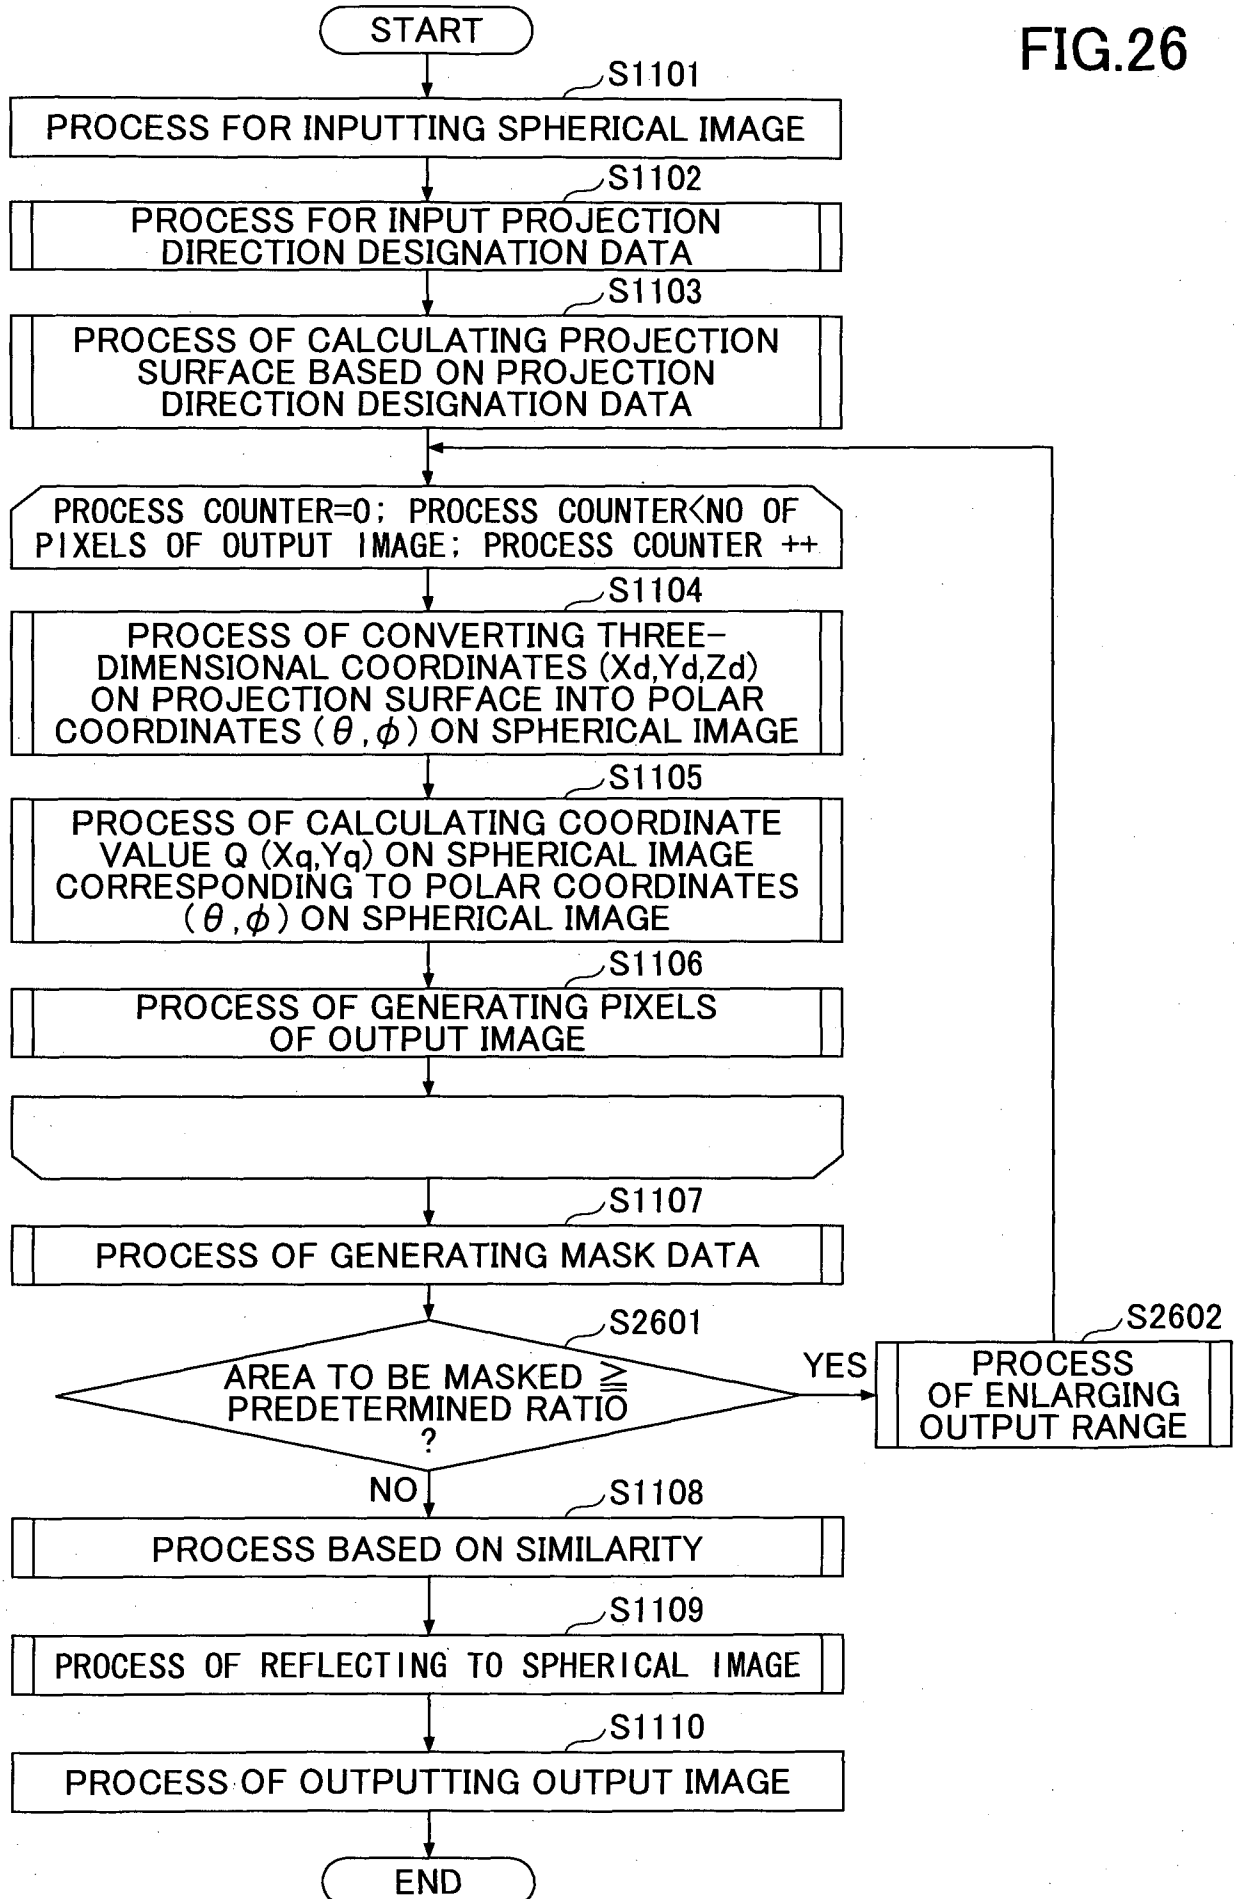 START
FIG.26
S1101
PROCESS FOR INPUTTING SPHERICAL IMAGE
S1102
PROCESS FOR INPUT PROJECTION
DIRECTION DESIGNATION DATA
S1103
PROCESS OF CALCULATING PROJECTION
SURFACE BASED ON PROJECTION
DIRECTION DESIGNATION DATA
PROCESS COUNTER=0; PROCESS COUNTER<NO OF
PIXELS OF OUTPUT IMAGE; PROCESS COUNTER ++
S1104
PROCESS OF CONVERTING THREE-
DIMENSIONAL COORDINATES (Xd,Yd,Zd)
ON PROJECTION SURFACE INTO POLAR
COORDINATES (θ,φ) ON SPHERICAL IMAGE
S1105
PROCESS OF CALCULATING COORDINATE
VALUE Q (Xq,Yq) ON SPHERICAL IMAGE
CORRESPONDING TO POLAR COORDINATES
(θ,φ) ON SPHERICAL IMAGE
S1106
PROCESS OF GENERATING PIXELS
OF OUTPUT IMAGE
S1107
PROCESS OF GENERATING MASK DATA
S2601
AREA TO BE MASKED ≧
PREDETERMINED RATIO
?
YES
S2602
PROCESS
OF ENLARGING
OUTPUT RANGE
NO
S1108
PROCESS BASED ON SIMILARITY
S1109
PROCESS OF REFLECTING TO SPHERICAL IMAGE
S1110
PROCESS OF OUTPUTTING OUTPUT IMAGE
END